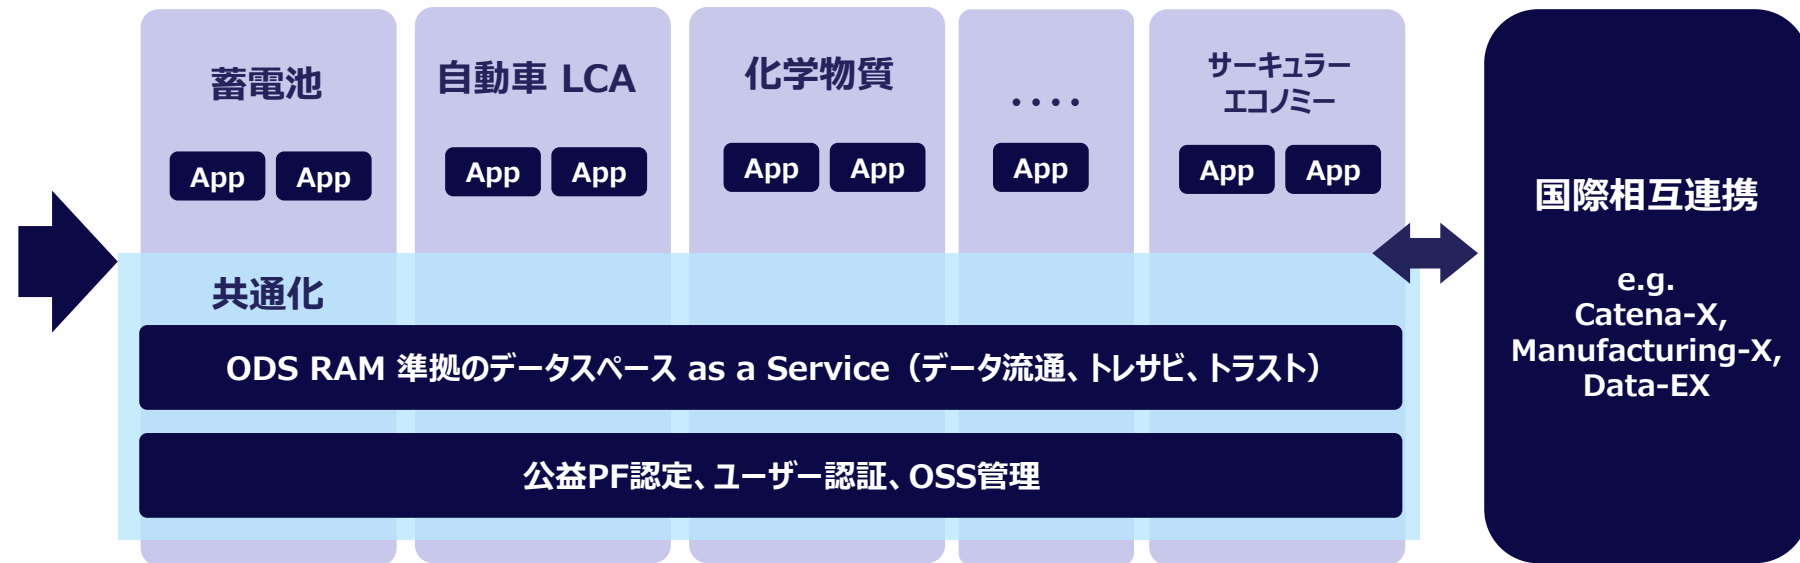 蓄電池
App App
自動車 LCA
App App
化学物質
App App
・・・・
App
サーキュラー
エコノミー
App App
共通化
ODS RAM 準拠のデータスペース as a Service（データ流通、トレサビ、トラスト）
公益PF認定、ユーザー認証、OSS管理
国際相互連携
e.g.
Catena-X,
Manufacturing-X,
Data-EX